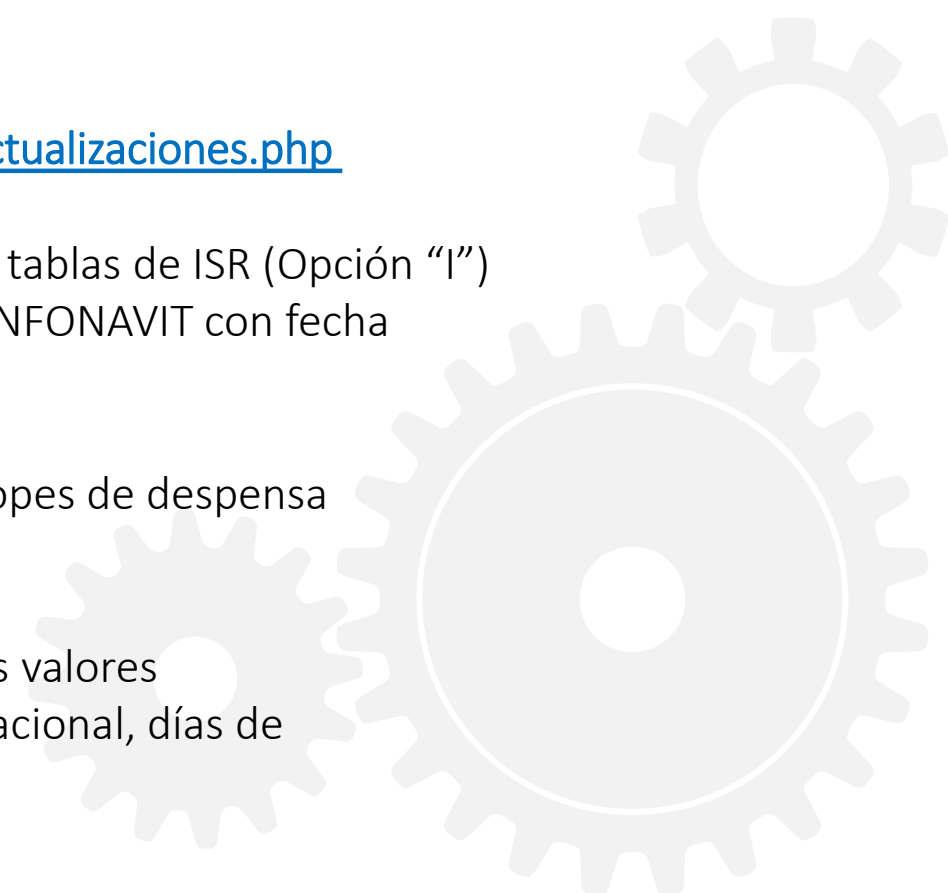 ctualizaciones.php
tablas de ISR (Opción “I”)
NFONAVIT con fecha
opes de despensa
s valores
acional, días de